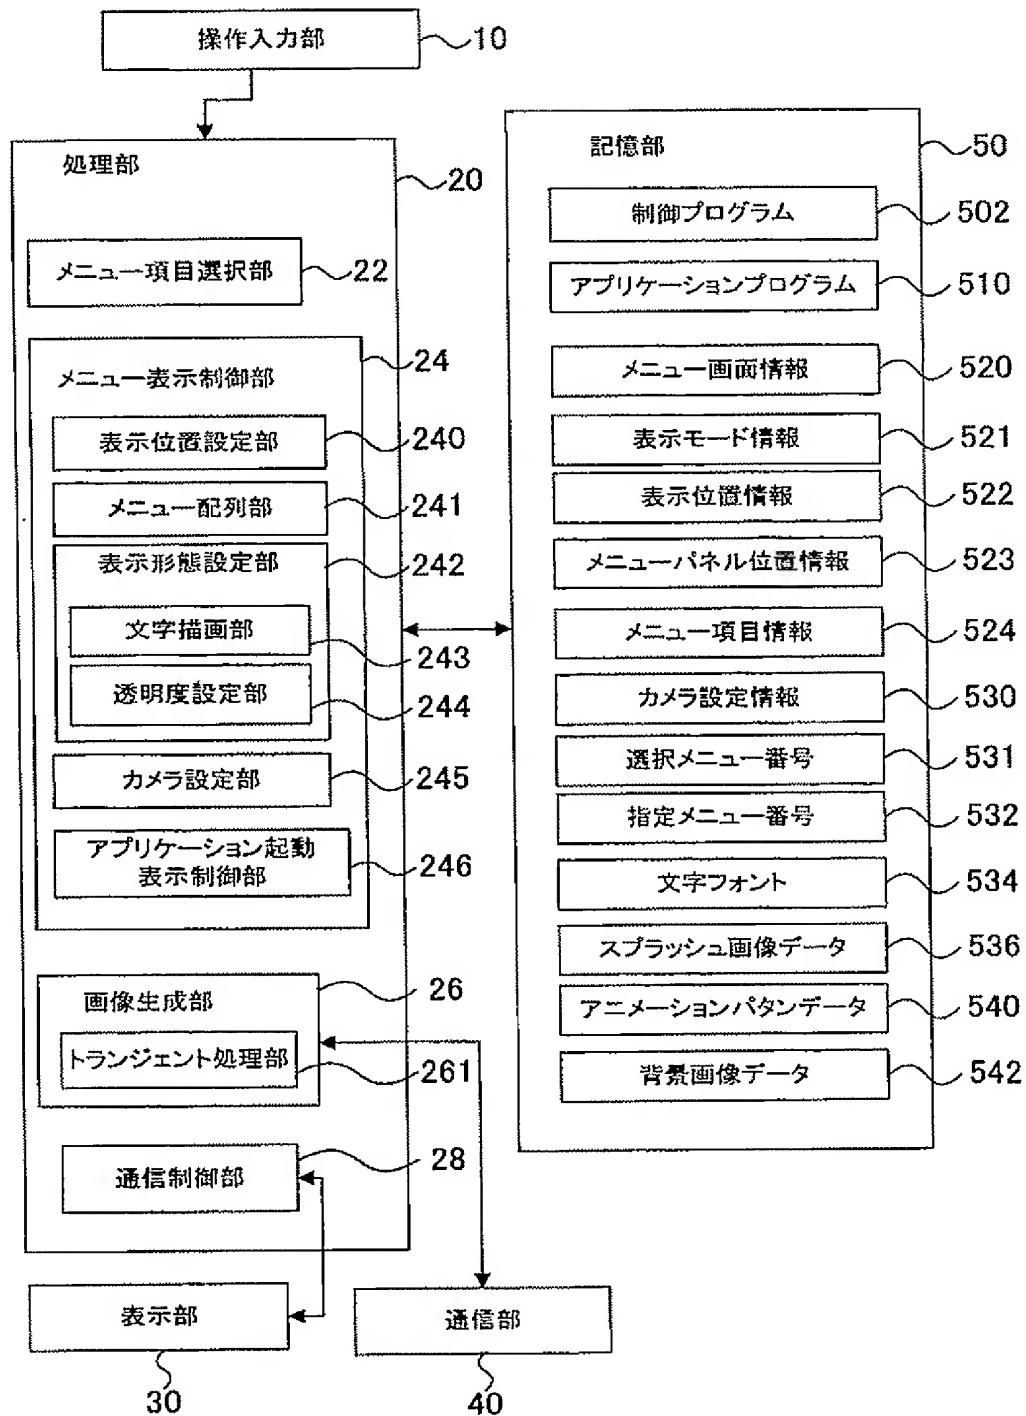 操作入力部
10
処理部
20
メニュー項目選択部
22
24
メニュー表示制御部
表示位置設定部
240
メニュー配列部
241
表示形態設定部
242
文字描画部
243
透明度設定部
244
カメラ設定部
245
アプリケーション起動
表示制御部
246
画像生成部
26
トランジェント処理部
261
通信制御部
28
表示部
30
通信部
40
記憶部
50
制御プログラム
502
アプリケーションプログラム
510
メニュー画面情報
520
表示モード情報
521
表示位置情報
522
メニューパネル位置情報
523
メニュー項目情報
524
カメラ設定情報
530
選択メニュー番号
531
指定メニュー番号
532
文字フォント
534
スプラッシュ画像データ
536
アニメーションパタンデータ
540
背景画像データ
542